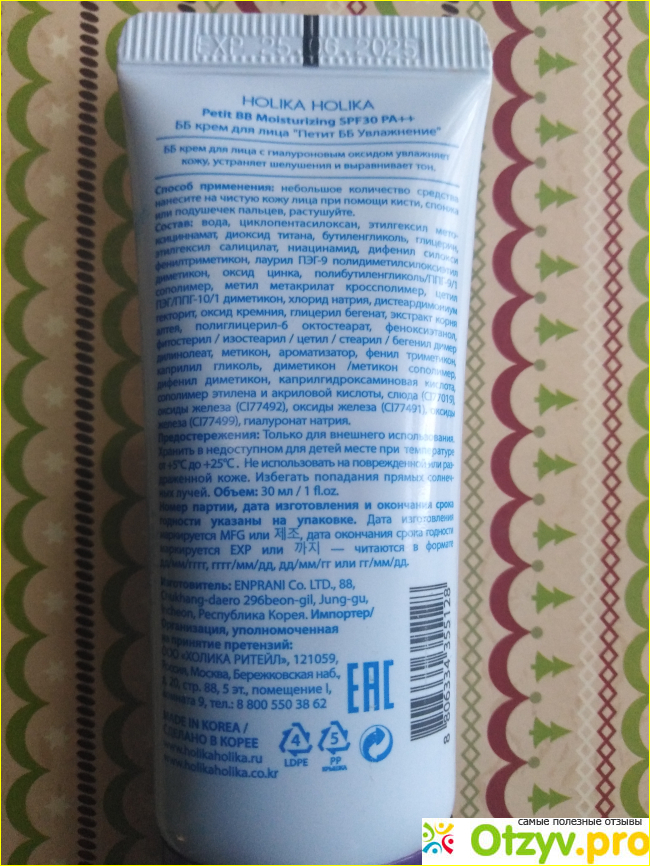 EXP 25.06.2025
HOLIKA HOLIKA
Petit BB Moisturizing SPF30 PA++
ББ крем для лица "Петит ББ Увлажнение"
ББ крем для лица с гиалуроновым оксидом увлажняет
кожу, устраняет шелушения и выравнивает тон.
Способ применения: небольшое количество средства
нанесите на чистую кожу лица при помощи кисти, спонжа
или подушечек пальцев, растушуйте.
Состав: вода, циклопентасилоксан, этилгексил меток-
сициннамат, диоксид титана, бутиленгликоль, глицерин,
этилгексил салицилат, ниацинамид, дифенил силокси
фенилтриметикон, лаурил ПЭГ-9 полидиметилсилоксиэтил
диметикон, оксид цинка, полибутиленгликоль/ППГ-9/1
сополимер, метил метакрилат кроссполимер, цетил
ПЭГ/ППГ-10/1 диметикон, хлорид натрия, дистеардимониум
гекторит, оксид кремния, глицерил бегенат, экстракт корня
алтея, полиглицерил-6 октостеарат, феноксиэтанол,
фитостерил / изостеарил / цетил / стеарил / бегенил димер
дилинолеат, метикон, ароматизатор, фенил триметикон,
каприлил гликоль, диметикон /метикон сополимер,
дифенил диметикон, каприлгидроксаминовая кислота,
сополимер этилена и акриловой кислоты, слюда (CI77019),
оксиды железа (CI77492), оксиды железа (CI77491), оксиды
железа (CI77499), гиалуронат натрия.
Предостережения: Только для внешнего использования.
Хранить в недоступном для детей месте при температуре
от +5°C до +25°C . Не использовать на поврежденной или раз-
драженной коже. Избегать попадания прямых солнеч-
ных лучей. Объем: 30 мл / 1 fl.oz.
Номер партии, дата изготовления и окончания срока
годности указаны на упаковке. Дата изготовления
маркируется MFG или 제조, дата окончания срока годности
маркируется EXP или 까지 — читаются в формате
дд/мм/гггг, гггг/мм/дд, дд/мм/гг или гг/мм/дд.
Изготовитель: ENPRANI Co. LTD., 88,
Chukhang-daero 296beon-gil, Jung-gu,
Incheon, Республика Корея. Импортер/
Организация, уполномоченная
на принятие претензий:
ООО «ХОЛИКА РИТЕЙЛ», 121059,
Россия, Москва, Бережковская наб.,
д. 20, стр. 88, 5 эт., помещение I,
комната 9, тел.: 8 800 550 38 62
EAC
8 806334 355128
MADE IN KOREA /
СДЕЛАНО В КОРЕЕ
www.holikaholika.ru
www.holikaholika.co.kr
4
LDPE
5
PP
КРЫШКА
самые полезные отзывы
Otzyv.pro